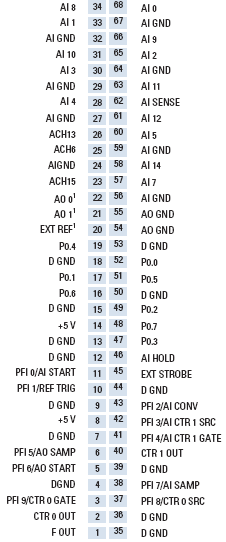 AI 8 34 68 AI 0
AI 1 33 67 AI GND
AI GND 32 66 AI 9
AI 10 31 65 AI 2
AI 3 30 64 AI GND
AI GND 29 63 AI 11
AI 4 28 62 AI SENSE
AI GND 27 61 AI 12
ACH13 26 60 AI 5
ACH6 25 59 AI GND
AIGND 24 58 AI 14
ACH15 23 57 AI 7
AO 0¹ 22 56 AI GND
AO 1¹ 21 55 AO GND
EXT REF¹ 20 54 AO GND
P0.4 19 53 D GND
D GND 18 52 P0.0
P0.1 17 51 P0.5
P0.6 16 50 D GND
D GND 15 49 P0.2
+5 V 14 48 P0.7
D GND 13 47 P0.3
D GND 12 46 AI HOLD
PFI 0/AI START 11 45 EXT STROBE
PFI 1/REF TRIG 10 44 D GND
D GND 9 43 PFI 2/AI CONV
+5 V 8 42 PFI 3/AI CTR 1 SRC
D GND 7 41 PFI 4/AI CTR 1 GATE
PFI 5/AO SAMP 6 40 CTR 1 OUT
PFI 6/AO START 5 39 D GND
DGND 4 38 PFI 7/AI SAMP
PFI 9/CTR 0 GATE 3 37 PFI 8/CTR 0 SRC
CTR 0 OUT 2 36 D GND
F OUT 1 35 D GND